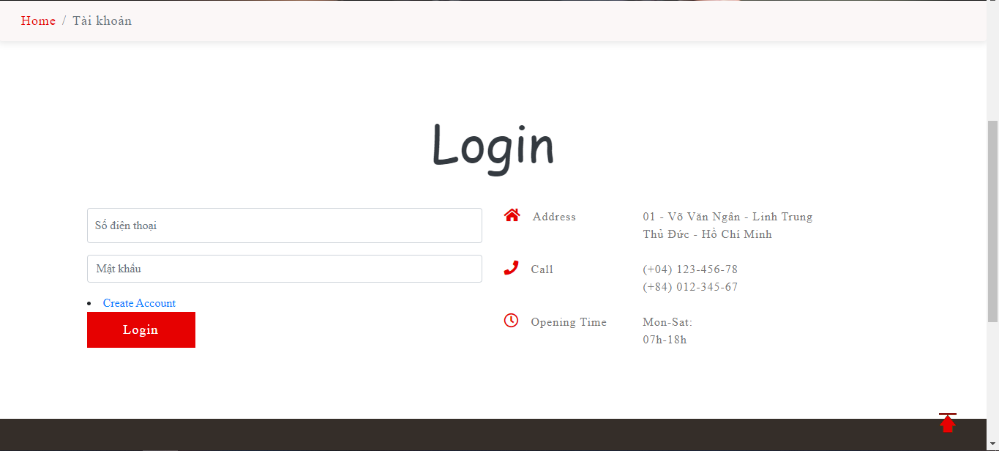 Home / Tài khoản
Login
Số điện thoại
Mật khẩu
Create Account
Login
Address
01 - Võ Văn Ngân - Linh Trung
Thủ Đức - Hồ Chí Minh
Call
(+04) 123-456-78
(+84) 012-345-67
Opening Time
Mon-Sat:
07h-18h